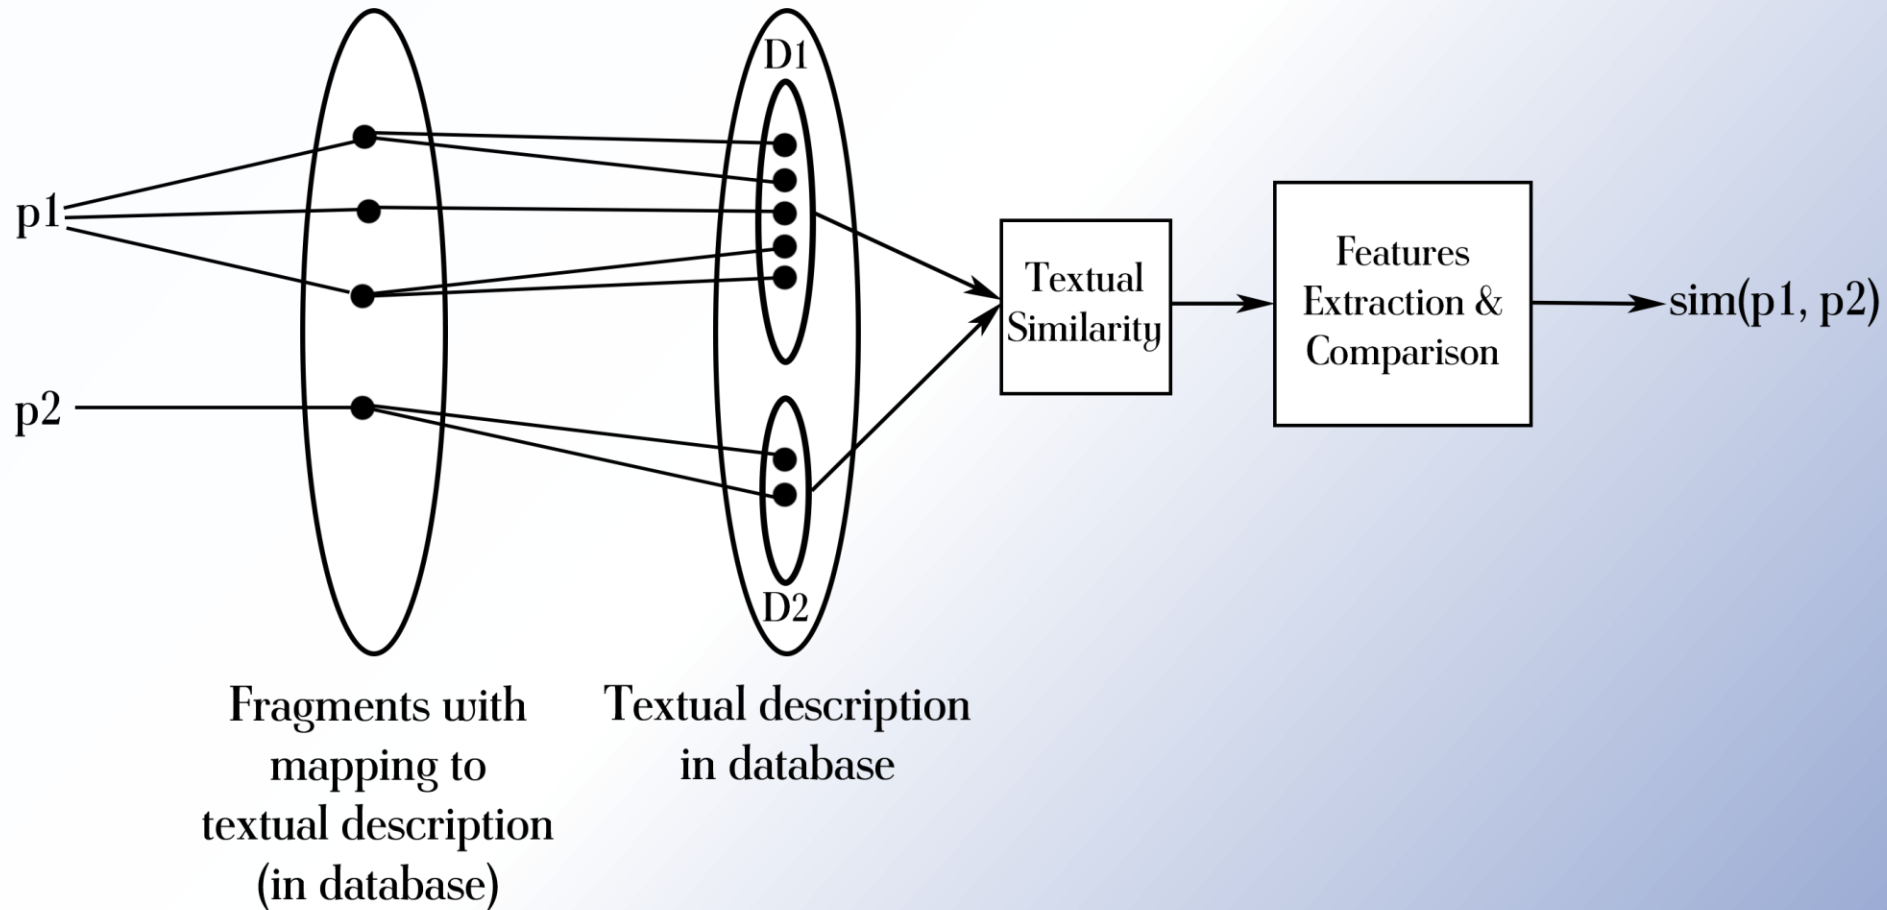 D1
p1
Textual
Similarity
Features
Extraction &
Comparison
sim(p1, p2)
p2
D2
Fragments with
mapping to
textual description
(in database)
Textual description
in database